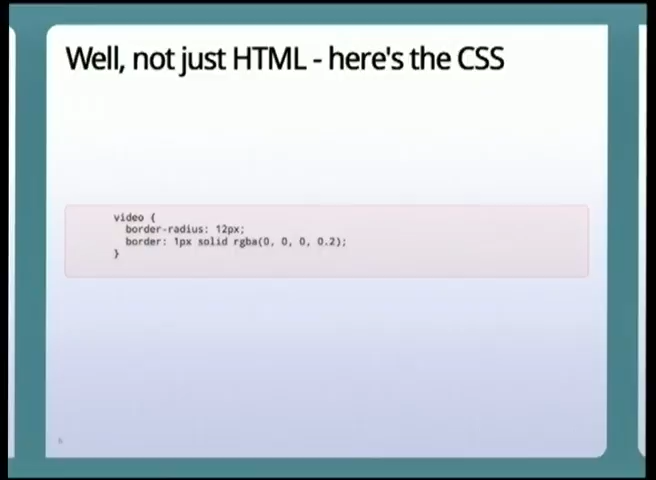 Well, not just HTML - here's the CSS
video {
border-radius: 12px;
border: 1px solid rgba(0, 0, 0, 0.2);
}